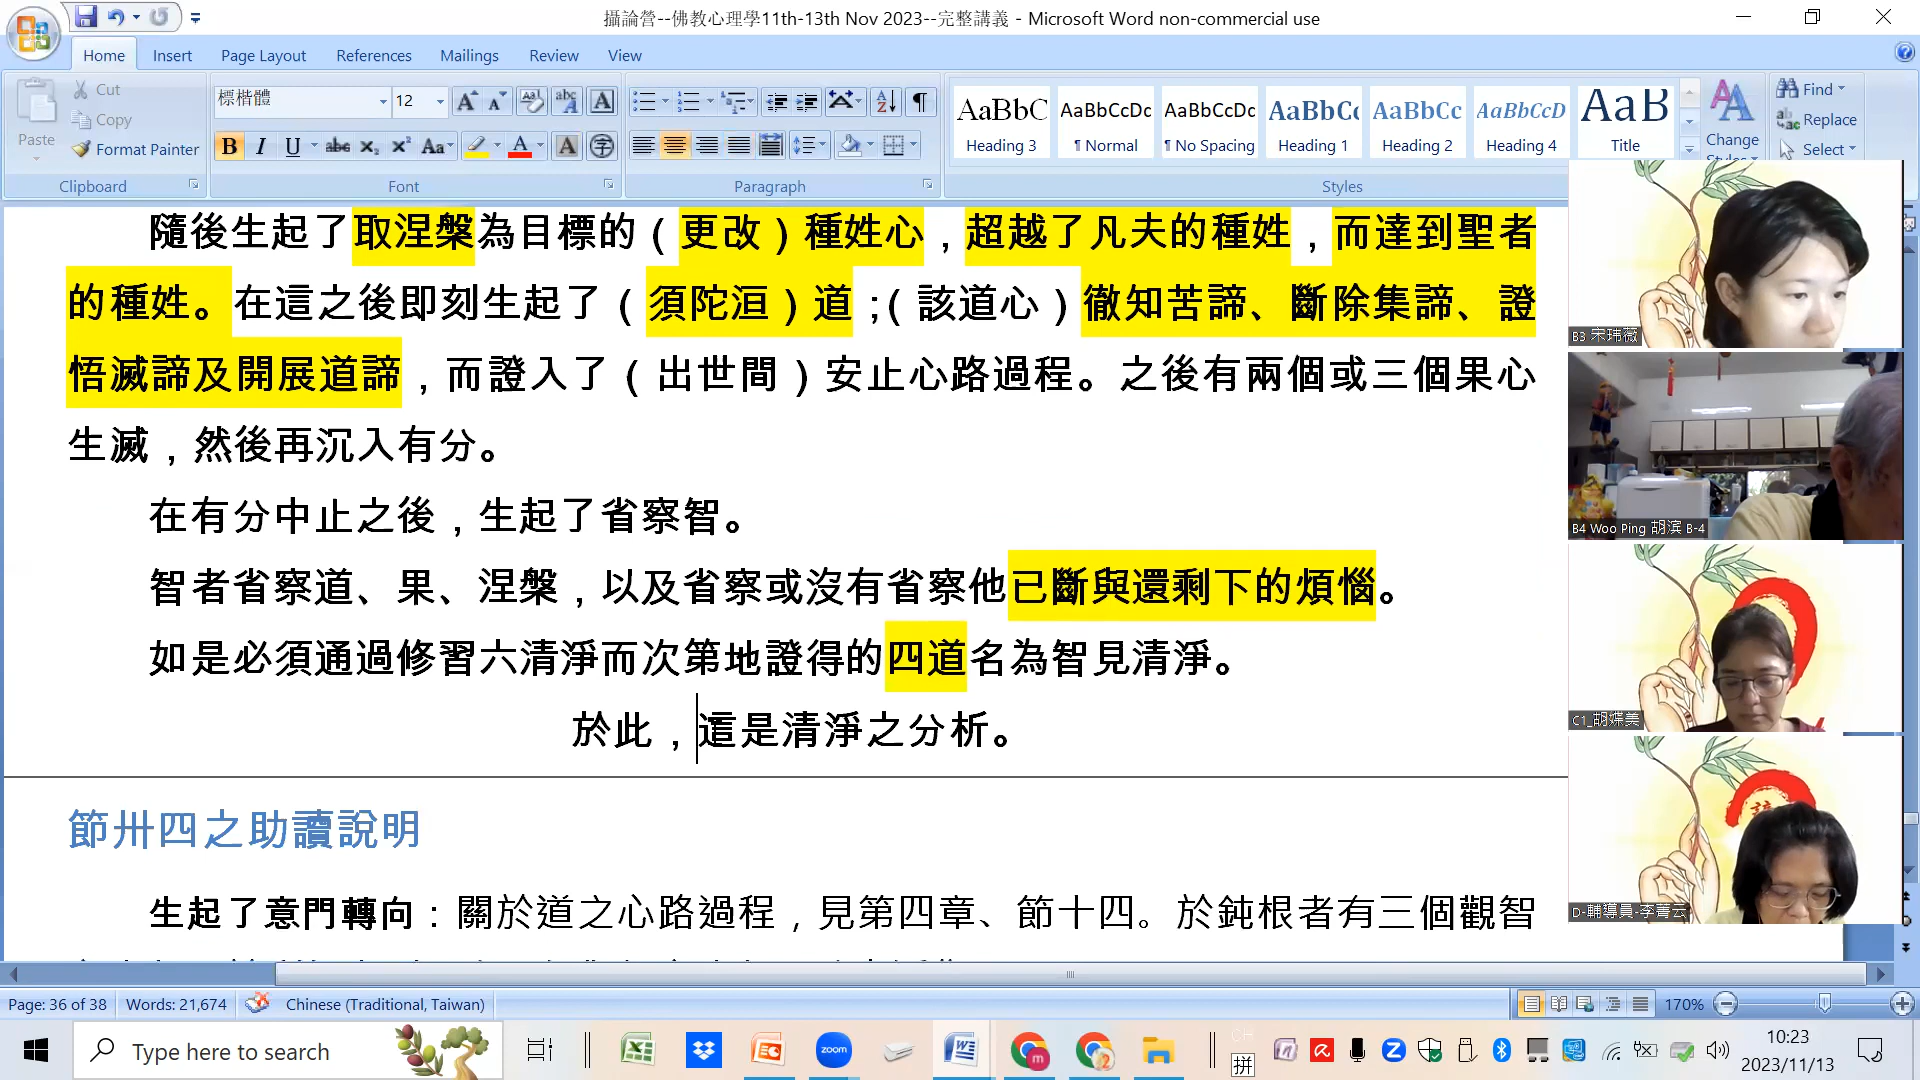 攝論營--佛教心理學11th-13th Nov 2023--完整講義 - Microsoft Word non-commercial use
Home Insert Page Layout References Mailings Review View
Paste
Cut
Copy
Format Painter
Clipboard
標楷體 12
Font
Paragraph
AaBbC AaBbCcDc AaBbCcDc AaBbCc AaBbCc AaBbCcD AaB
Heading 3 ¶ Normal ¶ No Spacing Heading 1 Heading 2 Heading 4 Title
Styles
Change
Styles
Find
Replace
Select
隨後生起了取涅槃為目標的（更改）種姓心，超越了凡夫的種姓，而達到聖者
的種姓。在這之後即刻生起了（須陀洹）道；（該道心）徹知苦諦、斷除集諦、證
悟滅諦及開展道諦，而證入了（出世間）安止心路過程。之後有兩個或三個果心
生滅，然後再沉入有分。
在有分中止之後，生起了省察智。
智者省察道、果、涅槃，以及省察或沒有省察他已斷與還剩下的煩惱。
如是必須通過修習六清淨而次第地證得的四道名為智見清淨。
於此，這是清淨之分析。
節卅四之助讀說明
生起了意門轉向：關於道之心路過程，見第四章、節十四。於鈍根者有三個觀智
B3 宋玮薇
B4 Woo Ping 胡滨 B-4
C1_胡媟美
D-輔導員-李菁云
Page: 36 of 38 Words: 21,674 Chinese (Traditional, Taiwan) 170%
Type here to search
zoom
拼
10:23
2023/11/13